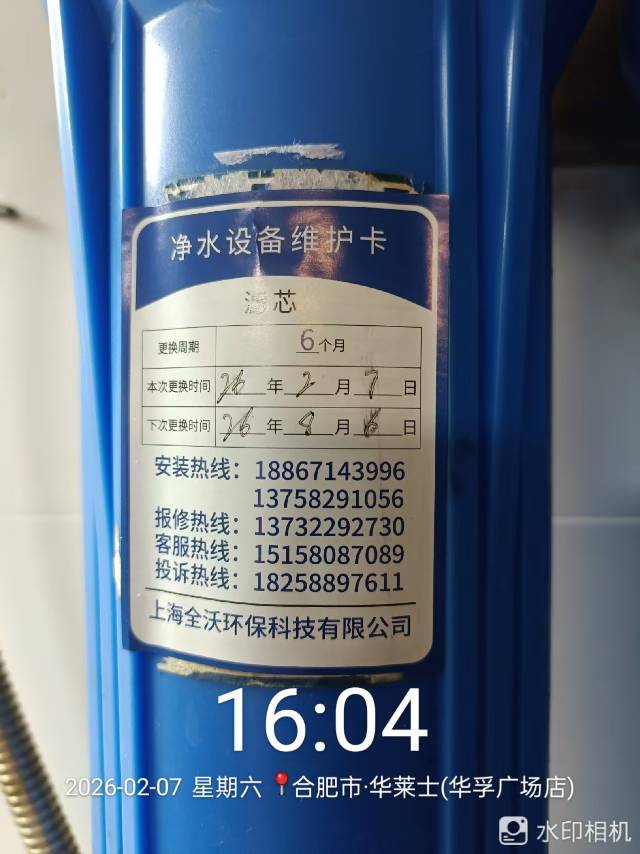 净水设备维护卡
滤芯
更换周期 6个月
本次更换时间 26年2月7日
下次更换时间 26年8月日
安装热线：18867143996
13758291056
报修热线：13732292730
客服热线：15158087089
投诉热线：18258897611
上海全沃环保科技有限公司
16:04
2026-02-07 星期六 合肥市·华莱士(华孚广场店)
水印相机